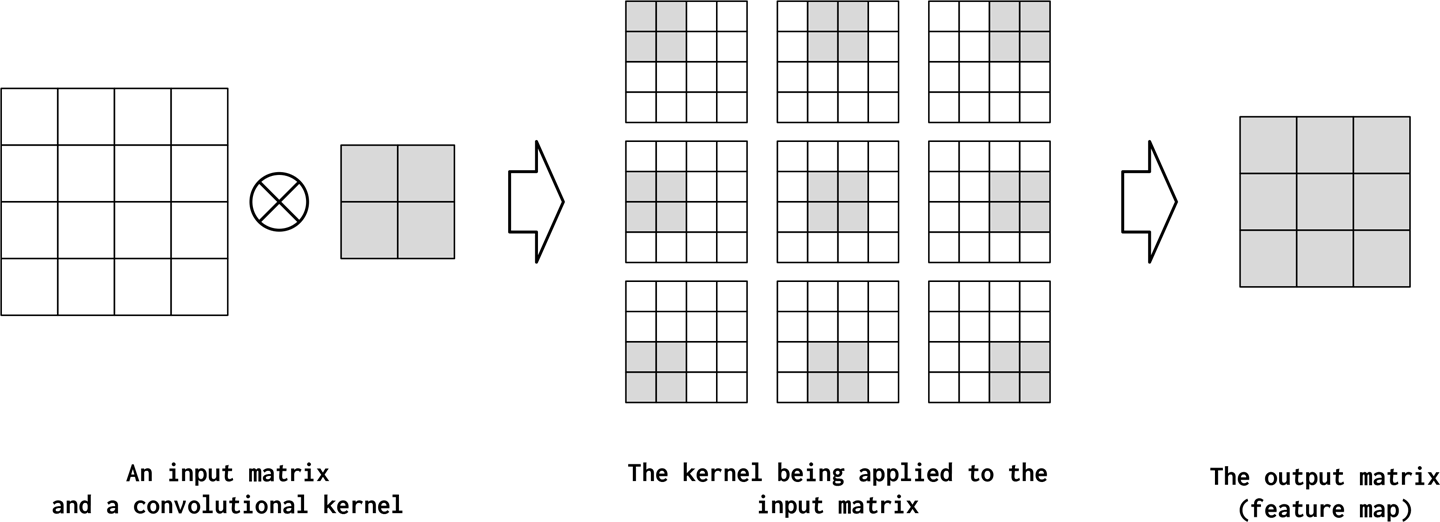 An input matrix
and a convolutional kernel
The kernel being applied to the
input matrix
The output matrix
(feature map)